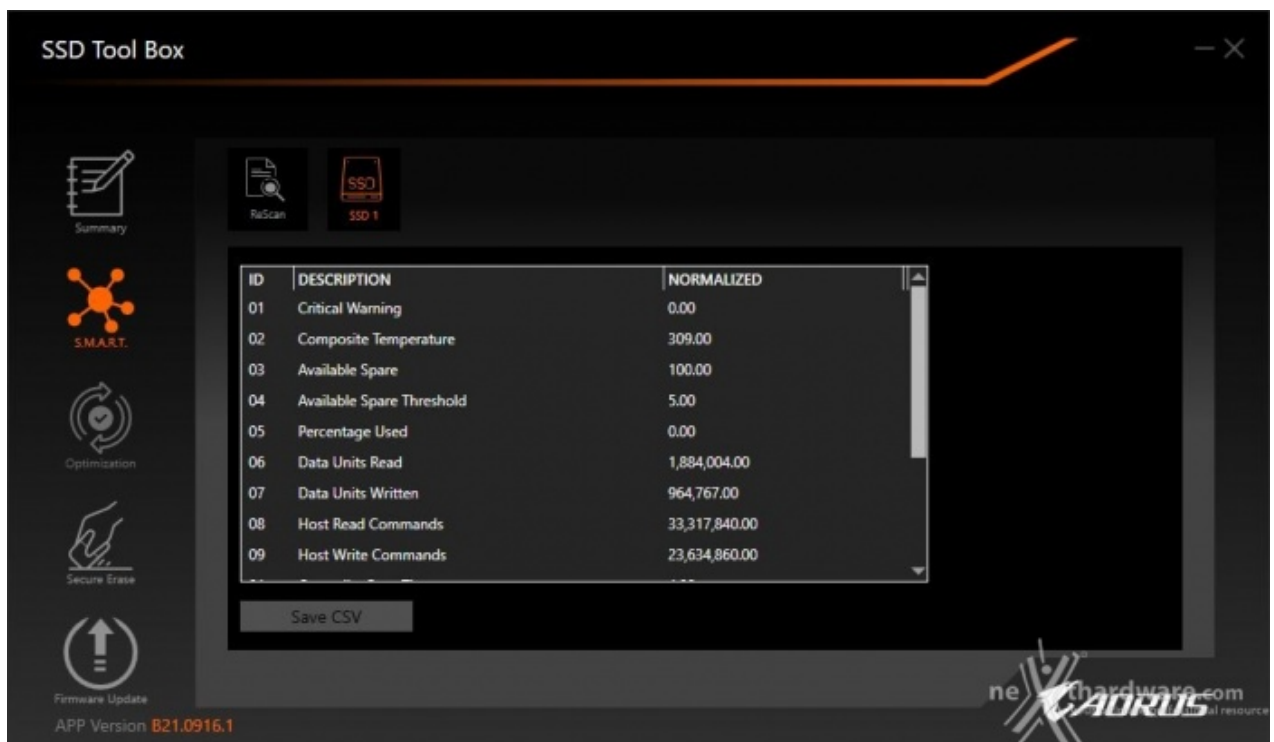 SSD Tool Box
Summary
S.M.A.R.T.
Optimization
Secure Erase
Firmware Update
APP Version B21.0916.1
ReScan
SSD
SSD 1
ID DESCRIPTION NORMALIZED
01 Critical Warning 0.00
02 Composite Temperature 309.00
03 Available Spare 100.00
04 Available Spare Threshold 5.00
05 Percentage Used 0.00
06 Data Units Read 1,884,004.00
07 Data Units Written 964,767.00
08 Host Read Commands 33,317,840.00
09 Host Write Commands 23,634,860.00
Save CSV
AORUS